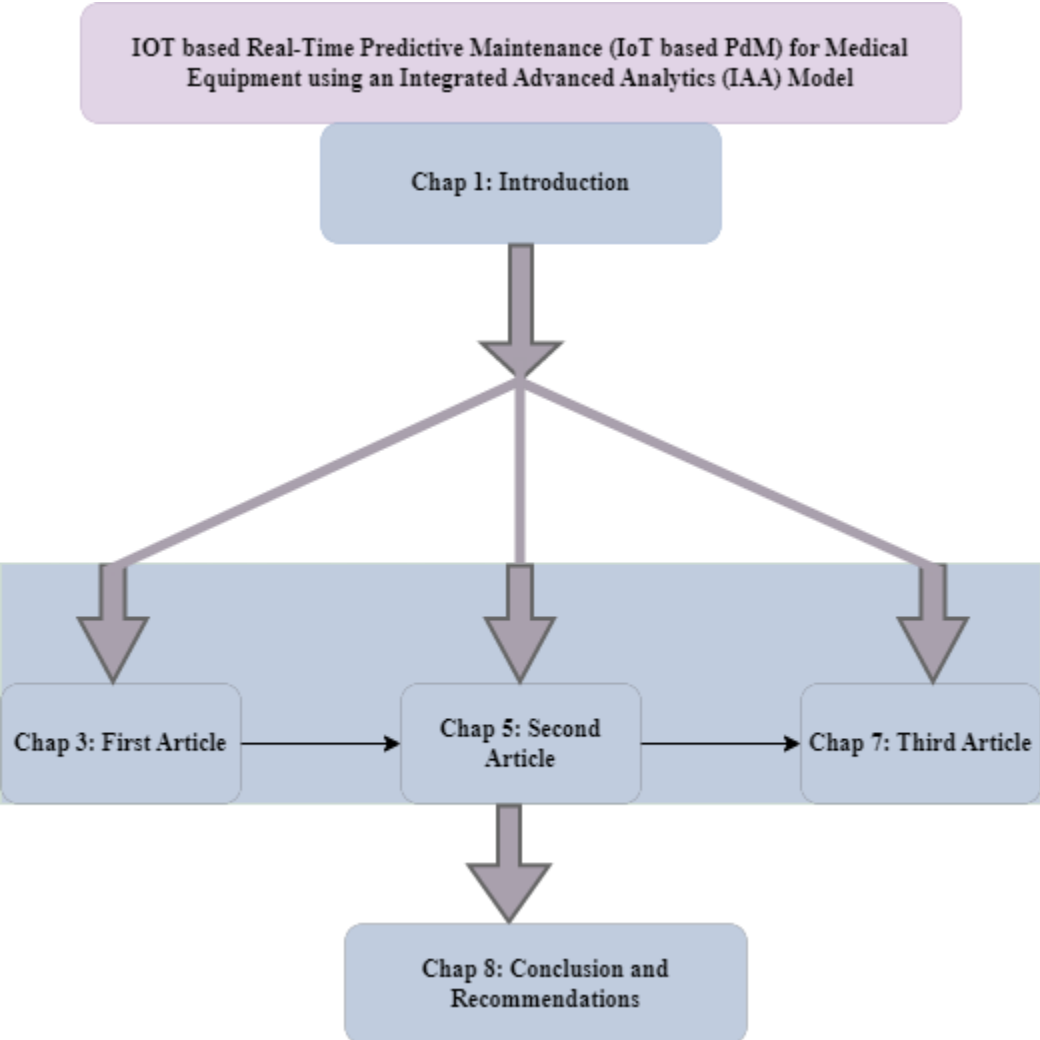 IOT based Real-Time Predictive Maintenance (IoT based PdM) for Medical
Equipment using an Integrated Advanced Analytics (IAA) Model
Chap 1: Introduction
Chap 3: First Article
Chap 5: Second
Article
Chap 7: Third Article
Chap 8: Conclusion and
Recommendations